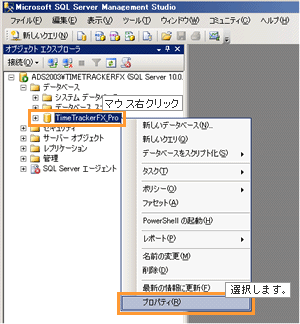 Microsoft SQL Server Management Studio
ファイル(F) 編集(E) 表示(V) ツール(T) ウィンドウ(W) コミュニティ(C) ヘルプ(H)
新しいクエリ(N)
オブジェクト エクスプローラ
接続(O)
ADS2003¥TIMETRACKERFX (SQL Server 10.0.
データベース
システム データベース
データベース ス
マウス右クリック
TimeTrackerFX_Pro
セキュリティ
サーバー オブジェクト
レプリケーション
管理
SQL Server エージェント
新しいデータベース(N)...
新しいクエリ(Q)
データベースをスクリプト化(S)
タスク(T)
ポリシー(O)
ファセット(A)
PowerShell の起動(H)
レポート(P)
名前の変更(M)
削除(D)
最新の情報に更新(F)
選択します。
プロパティ(R)